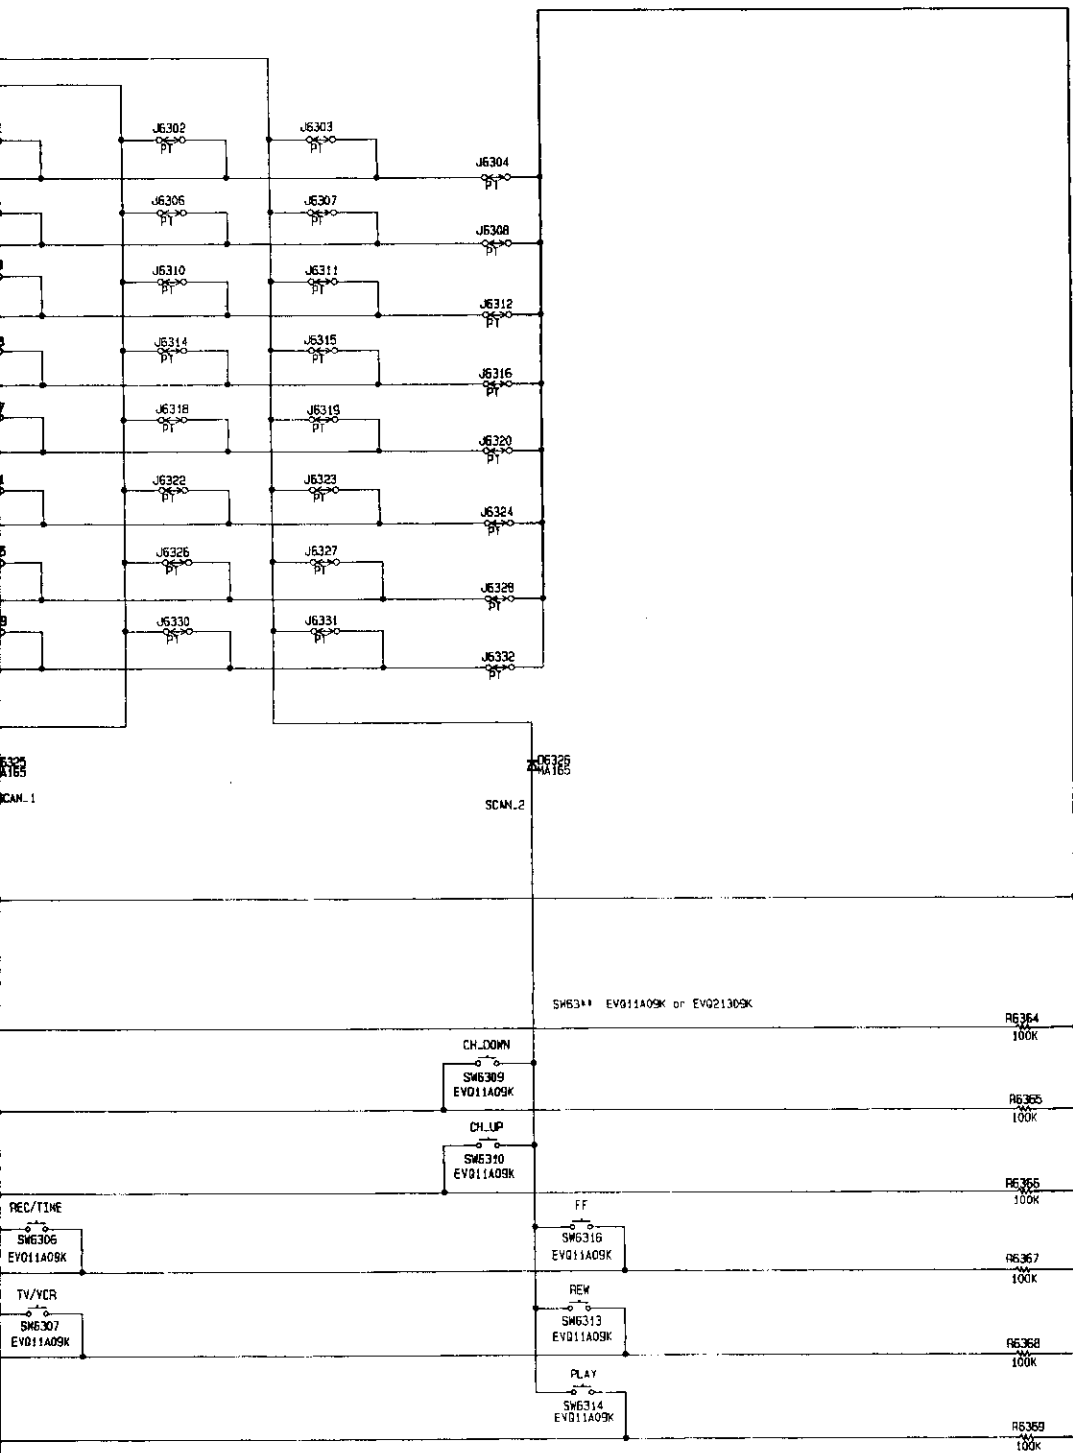 J6302
PT
J6303
PT
J6304
PT
J6306
PT
J6307
PT
J6308
PT
J6310
PT
J6311
PT
J6312
PT
J6314
PT
J6315
PT
J6316
PT
J6318
PT
J6319
PT
J6320
PT
J6322
PT
J6323
PT
J6324
PT
J6326
PT
J6327
PT
J6328
PT
J6330
PT
J6331
PT
J6332
PT
6325
A165
CAN_1
D6326
MA165
SCAN_2
SW63** EVQ11A09K or EVQ21309K
R6364
100K
CH_DOWN
SW6309
EVQ11A09K
R6365
100K
CH_UP
SW6310
EVQ11A09K
R6366
100K
REC/TIME
SW6306
EVQ11A09K
FF
SW6316
EVQ11A09K
R6367
100K
TV/VCR
SW6307
EVQ11A09K
REW
SW6313
EVQ11A09K
R6368
100K
PLAY
SW6314
EVQ11A09K
R6369
100K